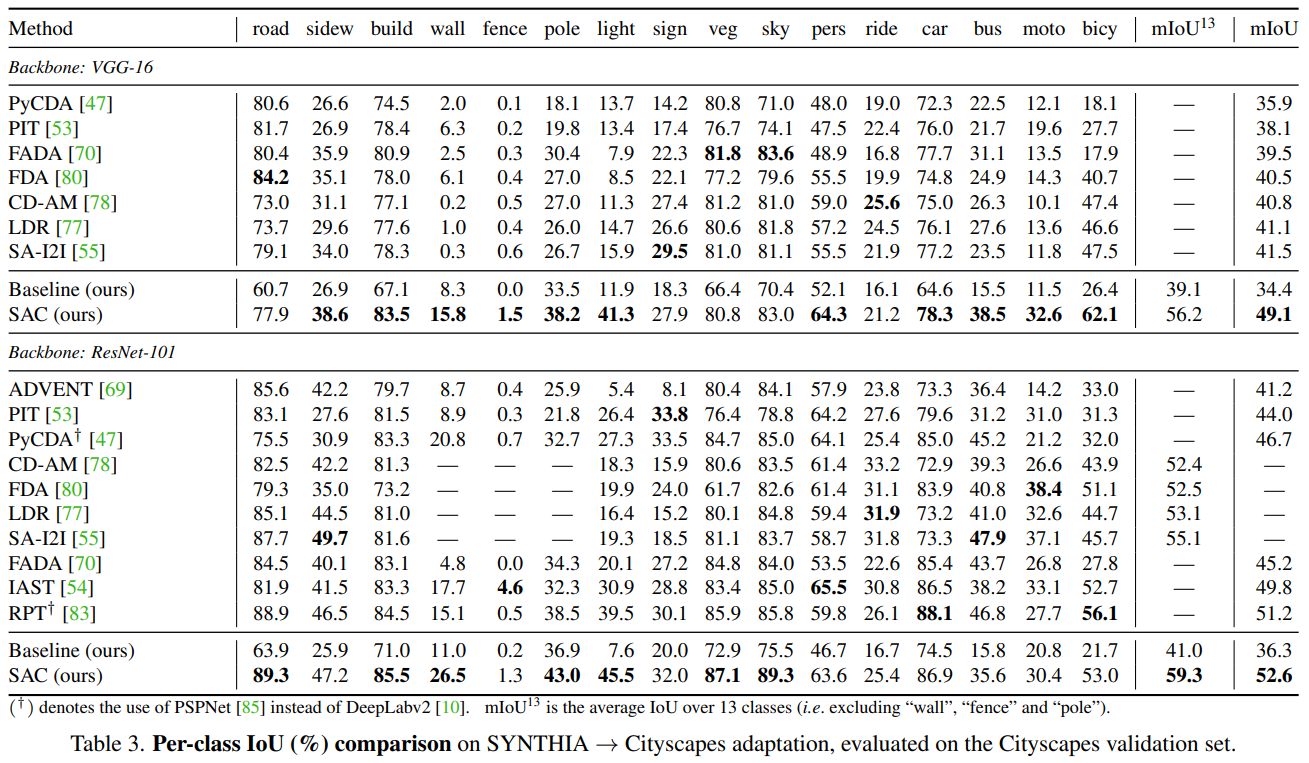 Method road sidew build wall fence pole light sign veg sky pers ride car bus moto bicy mIoU13 mIoU
Backbone: VGG-16
PyCDA [47] 80.6 26.6 74.5 2.0 0.1 18.1 13.7 14.2 80.8 71.0 48.0 19.0 72.3 22.5 12.1 18.1 — 35.9
PIT [53] 81.7 26.9 78.4 6.3 0.2 19.8 13.4 17.4 76.7 74.1 47.5 22.4 76.0 21.7 19.6 27.7 — 38.1
FADA [70] 80.4 35.9 80.9 2.5 0.3 30.4 7.9 22.3 81.8 83.6 48.9 16.8 77.7 31.1 13.5 17.9 — 39.5
FDA [80] 84.2 35.1 78.0 6.1 0.4 27.0 8.5 22.1 77.2 79.6 55.5 19.9 74.8 24.9 14.3 40.7 — 40.5
CD-AM [78] 73.0 31.1 77.1 0.2 0.5 27.0 11.3 27.4 81.2 81.0 59.0 25.6 75.0 26.3 10.1 47.4 — 40.8
LDR [77] 73.7 29.6 77.6 1.0 0.4 26.0 14.7 26.6 80.6 81.8 57.2 24.5 76.1 27.6 13.6 46.6 — 41.1
SA-I2I [55] 79.1 34.0 78.3 0.3 0.6 26.7 15.9 29.5 81.0 81.1 55.5 21.9 77.2 23.5 11.8 47.5 — 41.5
Baseline (ours) 60.7 26.9 67.1 8.3 0.0 33.5 11.9 18.3 66.4 70.4 52.1 16.1 64.6 15.5 11.5 26.4 39.1 34.4
SAC (ours) 77.9 38.6 83.5 15.8 1.5 38.2 41.3 27.9 80.8 83.0 64.3 21.2 78.3 38.5 32.6 62.1 56.2 49.1
Backbone: ResNet-101
ADVENT [69] 85.6 42.2 79.7 8.7 0.4 25.9 5.4 8.1 80.4 84.1 57.9 23.8 73.3 36.4 14.2 33.0 — 41.2
PIT [53] 83.1 27.6 81.5 8.9 0.3 21.8 26.4 33.8 76.4 78.8 64.2 27.6 79.6 31.2 31.0 31.3 — 44.0
PyCDA† [47] 75.5 30.9 83.3 20.8 0.7 32.7 27.3 33.5 84.7 85.0 64.1 25.4 85.0 45.2 21.2 32.0 — 46.7
CD-AM [78] 82.5 42.2 81.3 — — — 18.3 15.9 80.6 83.5 61.4 33.2 72.9 39.3 26.6 43.9 52.4 —
FDA [80] 79.3 35.0 73.2 — — — 19.9 24.0 61.7 82.6 61.4 31.1 83.9 40.8 38.4 51.1 52.5 —
LDR [77] 85.1 44.5 81.0 — — — 16.4 15.2 80.1 84.8 59.4 31.9 73.2 41.0 32.6 44.7 53.1 —
SA-I2I [55] 87.7 49.7 81.6 — — — 19.3 18.5 81.1 83.7 58.7 31.8 73.3 47.9 37.1 45.7 55.1 —
FADA [70] 84.5 40.1 83.1 4.8 0.0 34.3 20.1 27.2 84.8 84.0 53.5 22.6 85.4 43.7 26.8 27.8 — 45.2
IAST [54] 81.9 41.5 83.3 17.7 4.6 32.3 30.9 28.8 83.4 85.0 65.5 30.8 86.5 38.2 33.1 52.7 — 49.8
RPT† [83] 88.9 46.5 84.5 15.1 0.5 38.5 39.5 30.1 85.9 85.8 59.8 26.1 88.1 46.8 27.7 56.1 — 51.2
Baseline (ours) 63.9 25.9 71.0 11.0 0.2 36.9 7.6 20.0 72.9 75.5 46.7 16.7 74.5 15.8 20.8 21.7 41.0 36.3
SAC (ours) 89.3 47.2 85.5 26.5 1.3 43.0 45.5 32.0 87.1 89.3 63.6 25.4 86.9 35.6 30.4 53.0 59.3 52.6
(†) denotes the use of PSPNet [85] instead of DeepLabv2 [10]. mIoU13 is the average IoU over 13 classes (i.e. excluding “wall”, “fence” and “pole”).
Table 3. Per-class IoU (%) comparison on SYNTHIA → Cityscapes adaptation, evaluated on the Cityscapes validation set.